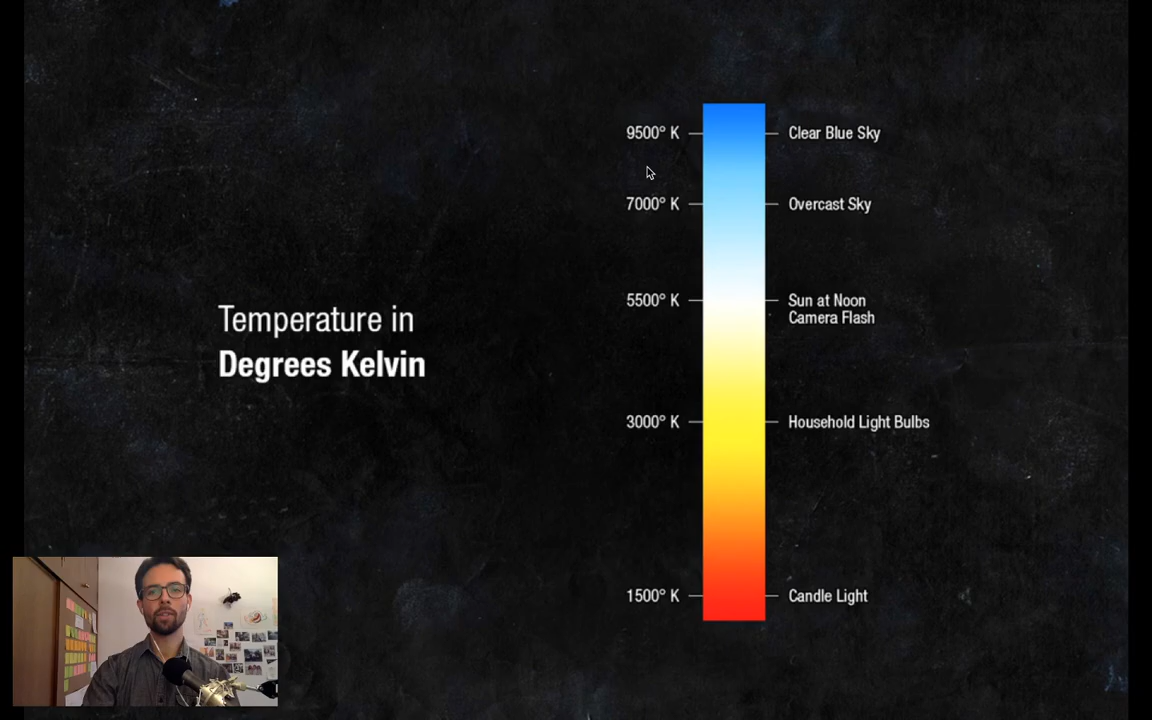 Temperature in
Degrees Kelvin
9500° K
Clear Blue Sky
7000° K
Overcast Sky
5500° K
Sun at Noon
Camera Flash
3000° K
Household Light Bulbs
1500° K
Candle Light